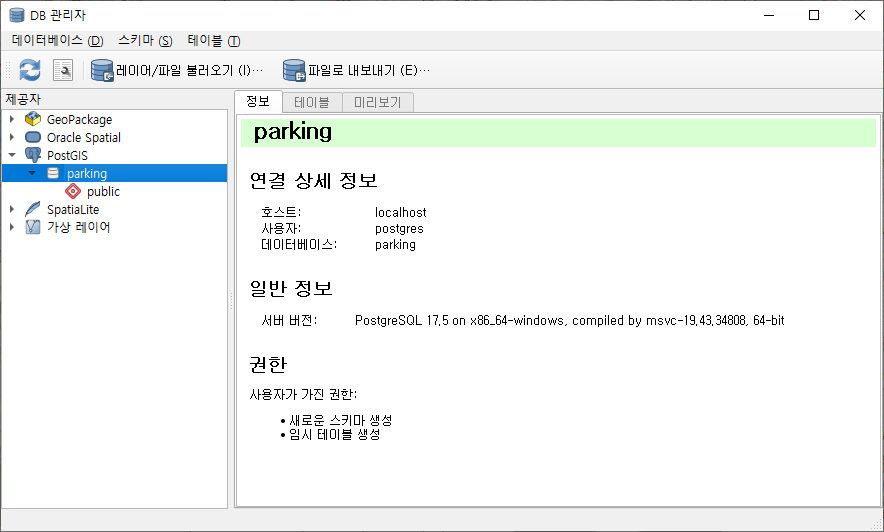 DB 관리자
데이터베이스 (D) 스키마 (S) 테이블 (T)
레이어/파일 불러오기 (I)… 파일로 내보내기 (E)…
제공자
GeoPackage
Oracle Spatial
PostGIS
parking
public
SpatiaLite
가상 레이어
정보 테이블 미리보기
parking
연결 상세 정보
호스트: localhost
사용자: postgres
데이터베이스: parking
일반 정보
서버 버전: PostgreSQL 17.5 on x86_64-windows, compiled by msvc-19.43.34808, 64-bit
권한
사용자가 가진 권한:
• 새로운 스키마 생성
• 임시 테이블 생성